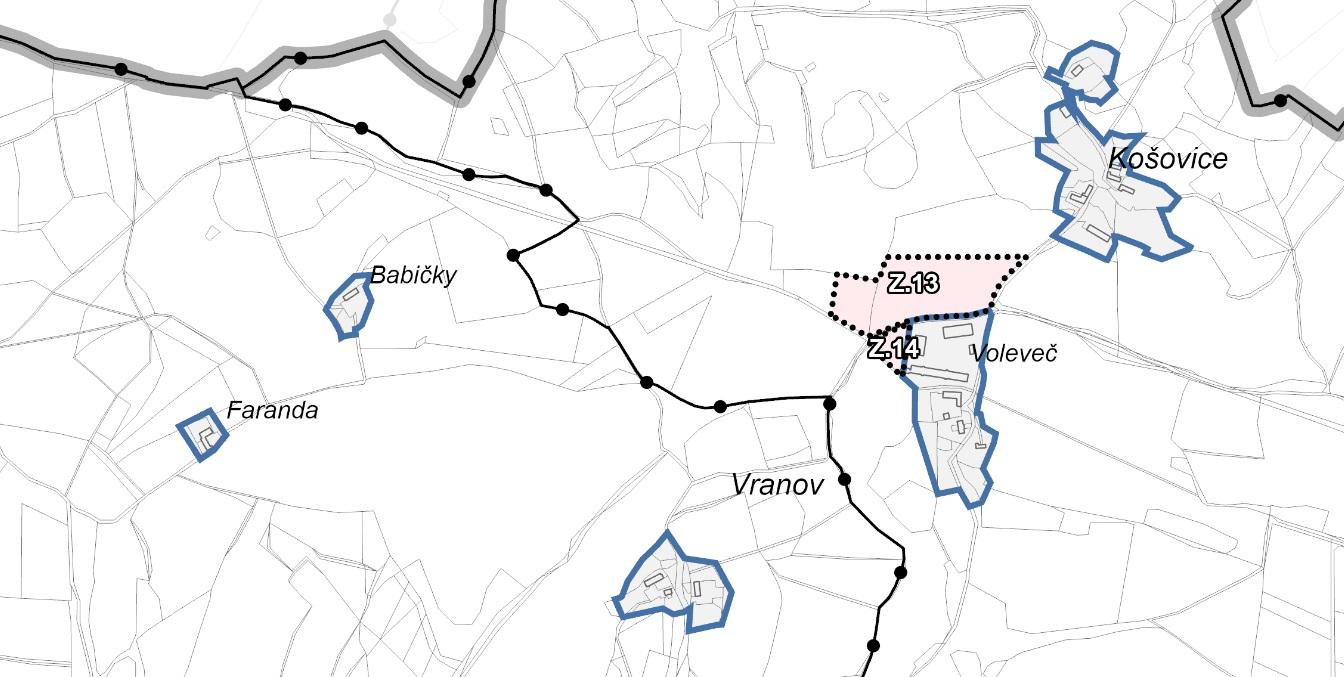 Košovice
Babičky
Z.13
Z.14
Voleveč
Faranda
Vranov